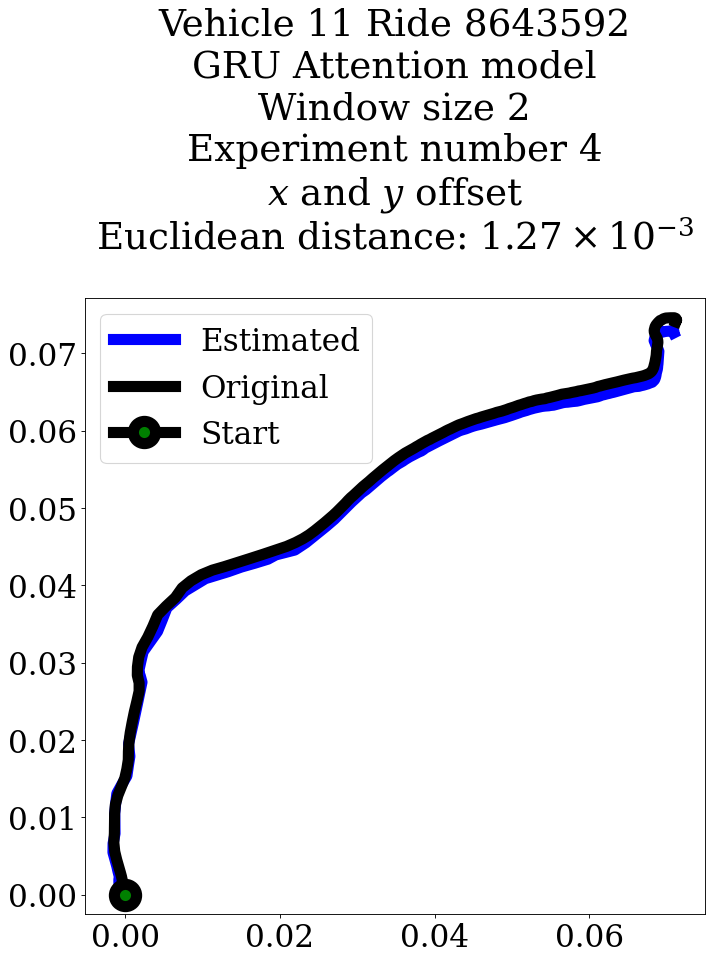 Vehicle 11 Ride 8643592
GRU Attention model
Window size 2
Experiment number 4
x and y offset
Euclidean distance: 1.27 × 10⁻³
Estimated
Original
Start
0.07
0.06
0.05
0.04
0.03
0.02
0.01
0.00
0.00 0.02 0.04 0.06